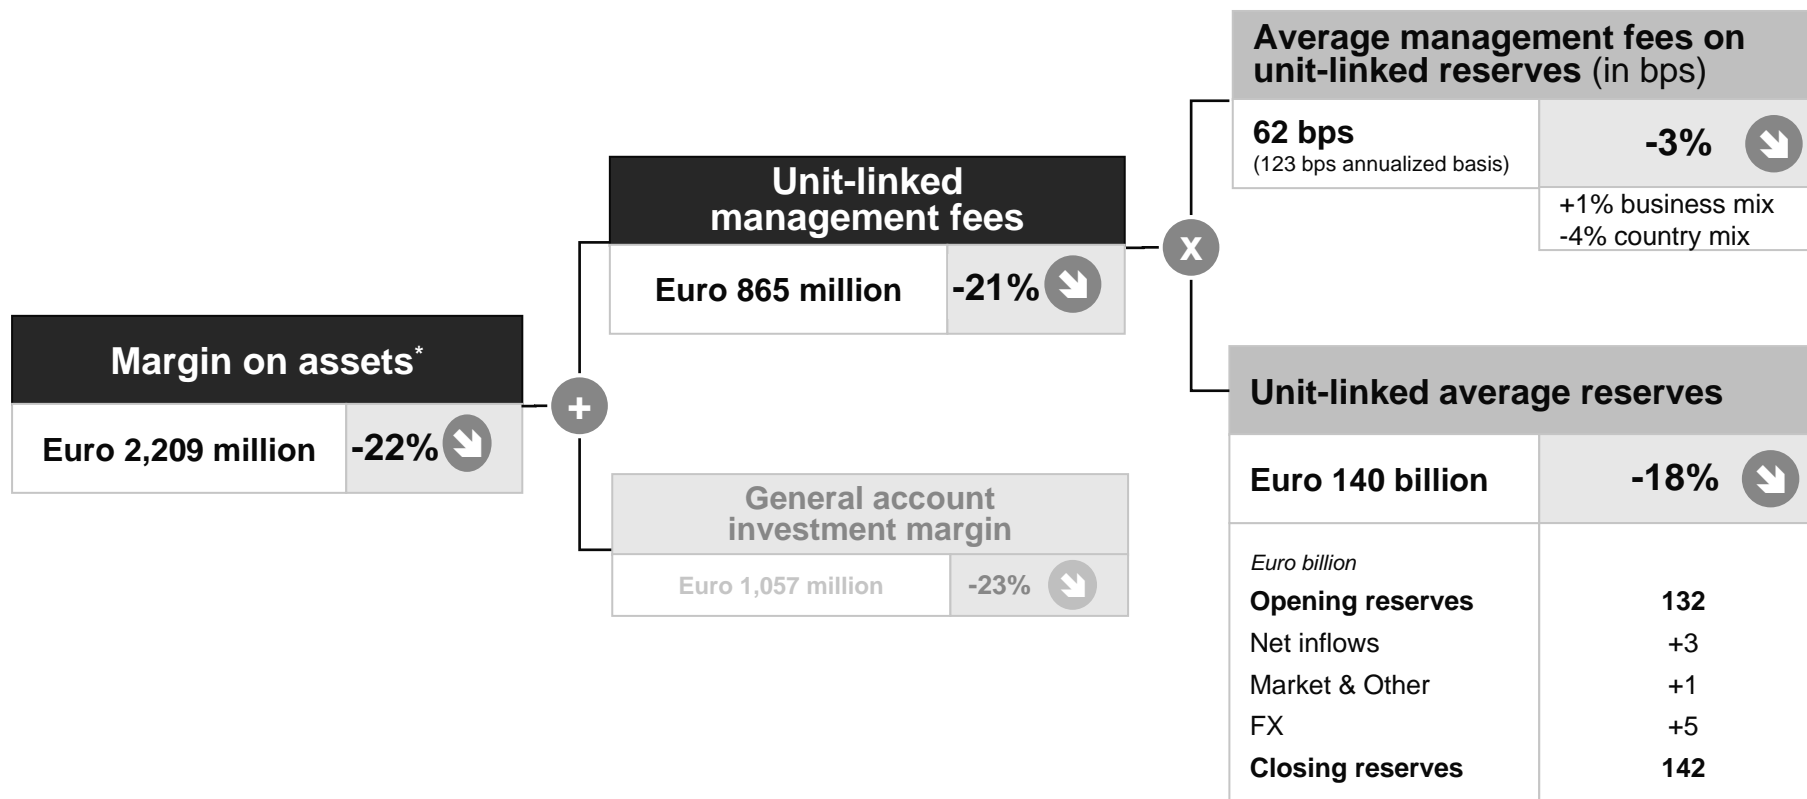 Average management fees on
unit-linked reserves (in bps)
62 bps
(123 bps annualized basis)
-3%
+1% business mix
-4% country mix
Unit-linked
management fees
Euro 865 million
-21%
x
Margin on assets*
Euro 2,209 million
-22%
+
General account
investment margin
Euro 1,057 million
-23%
Unit-linked average reserves
Euro 140 billion
-18%
Euro billion
Opening reserves 132
Net inflows +3
Market & Other +1
FX +5
Closing reserves 142